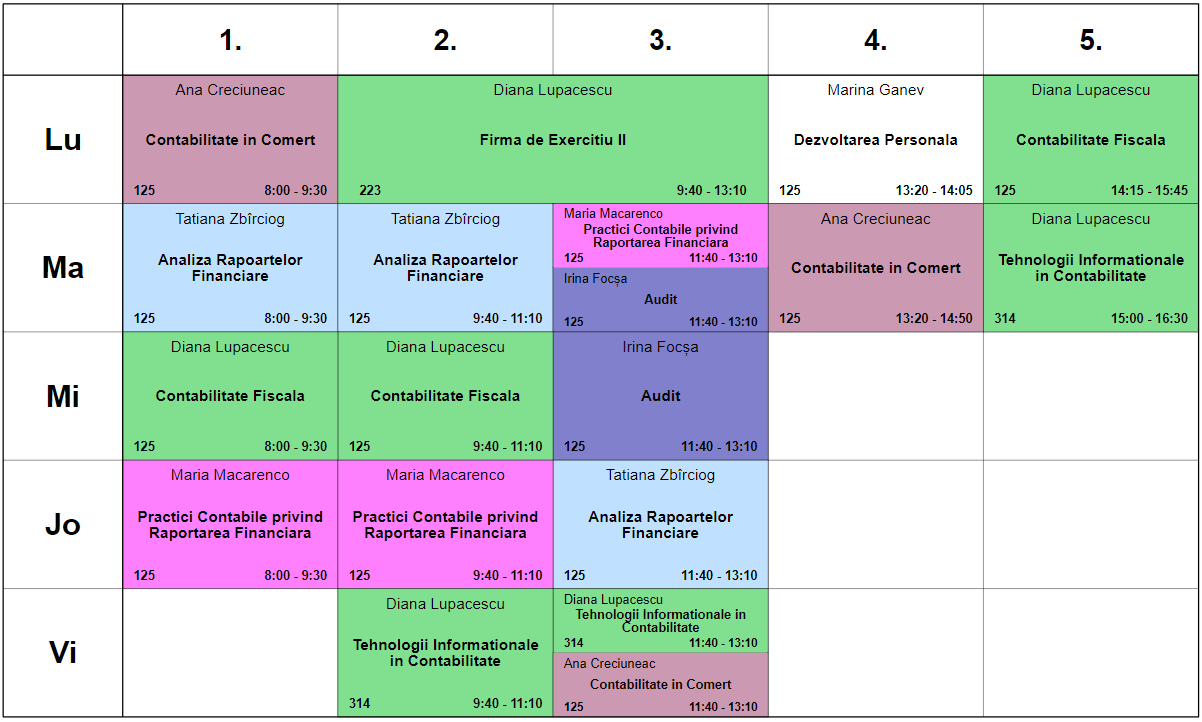 1. 2. 3. 4. 5.
Lu
Ana Creciuneac
Contabilitate in Comert
125 8:00 - 9:30
Diana Lupacescu
Firma de Exercitiu II
223 9:40 - 13:10
Marina Ganev
Dezvoltarea Personala
125 13:20 - 14:05
Diana Lupacescu
Contabilitate Fiscala
125 14:15 - 15:45
Ma
Tatiana Zbîrciog
Analiza Rapoartelor
Financiare
125 8:00 - 9:30
Tatiana Zbîrciog
Analiza Rapoartelor
Financiare
125 9:40 - 11:10
Maria Macarenco
Practici Contabile privind
Raportarea Financiara
125 11:40 - 13:10
Irina Focșa
Audit
125 11:40 - 13:10
Ana Creciuneac
Contabilitate in Comert
125 13:20 - 14:50
Diana Lupacescu
Tehnologii Informationale
in Contabilitate
314 15:00 - 16:30
Mi
Diana Lupacescu
Contabilitate Fiscala
125 8:00 - 9:30
Diana Lupacescu
Contabilitate Fiscala
125 9:40 - 11:10
Irina Focșa
Audit
125 11:40 - 13:10
Jo
Maria Macarenco
Practici Contabile privind
Raportarea Financiara
125 8:00 - 9:30
Maria Macarenco
Practici Contabile privind
Raportarea Financiara
125 9:40 - 11:10
Tatiana Zbîrciog
Analiza Rapoartelor
Financiare
125 11:40 - 13:10
Vi
Diana Lupacescu
Tehnologii Informationale
in Contabilitate
314 9:40 - 11:10
Diana Lupacescu
Tehnologii Informationale in
Contabilitate
314 11:40 - 13:10
Ana Creciuneac
Contabilitate in Comert
125 11:40 - 13:10